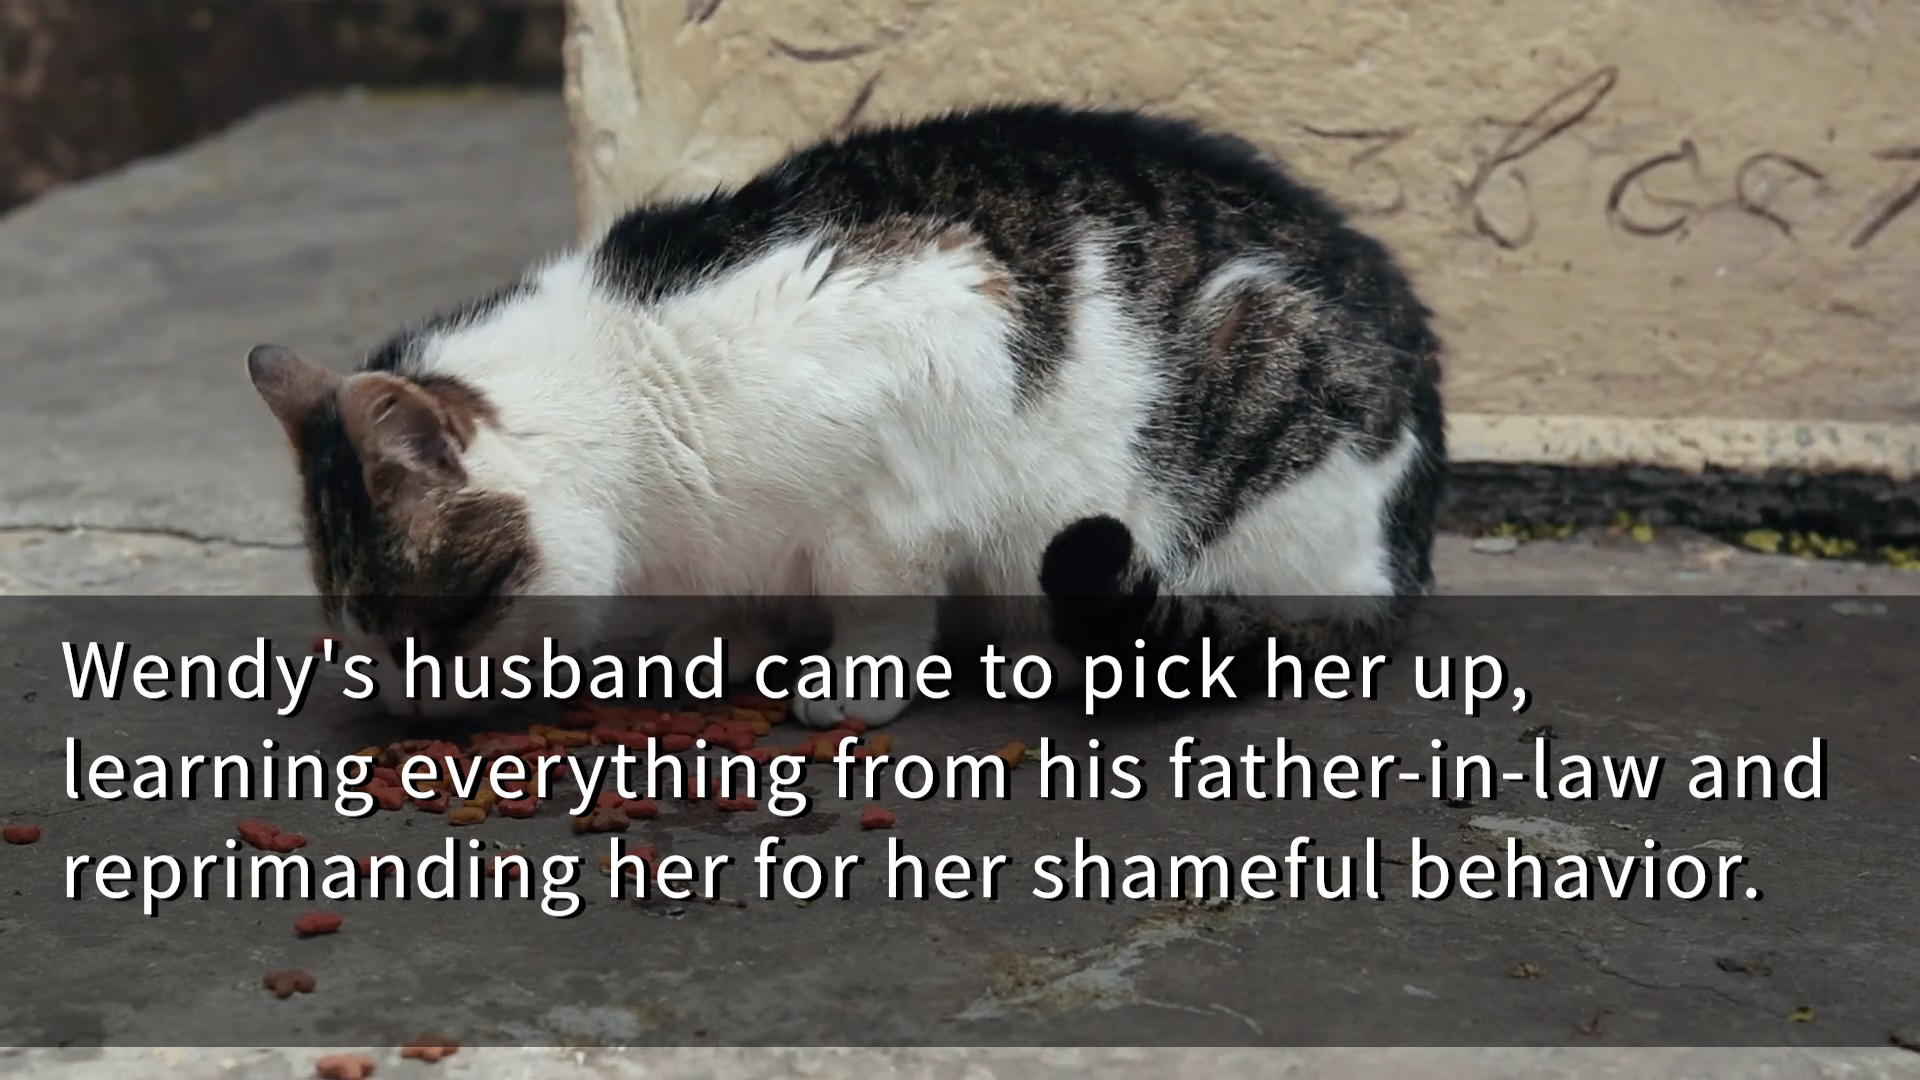 Wendy's husband came to pick her up,
learning everything from his father-in-law and
reprimanding her for her shameful behavior.